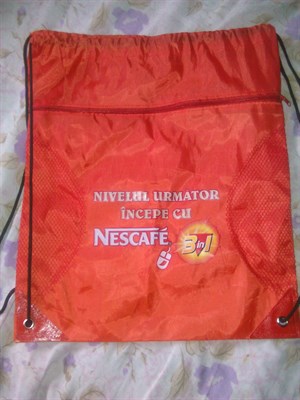 NIVELUL URMATOR
ÎNCEPE CU
NESCAFÉ 3in1